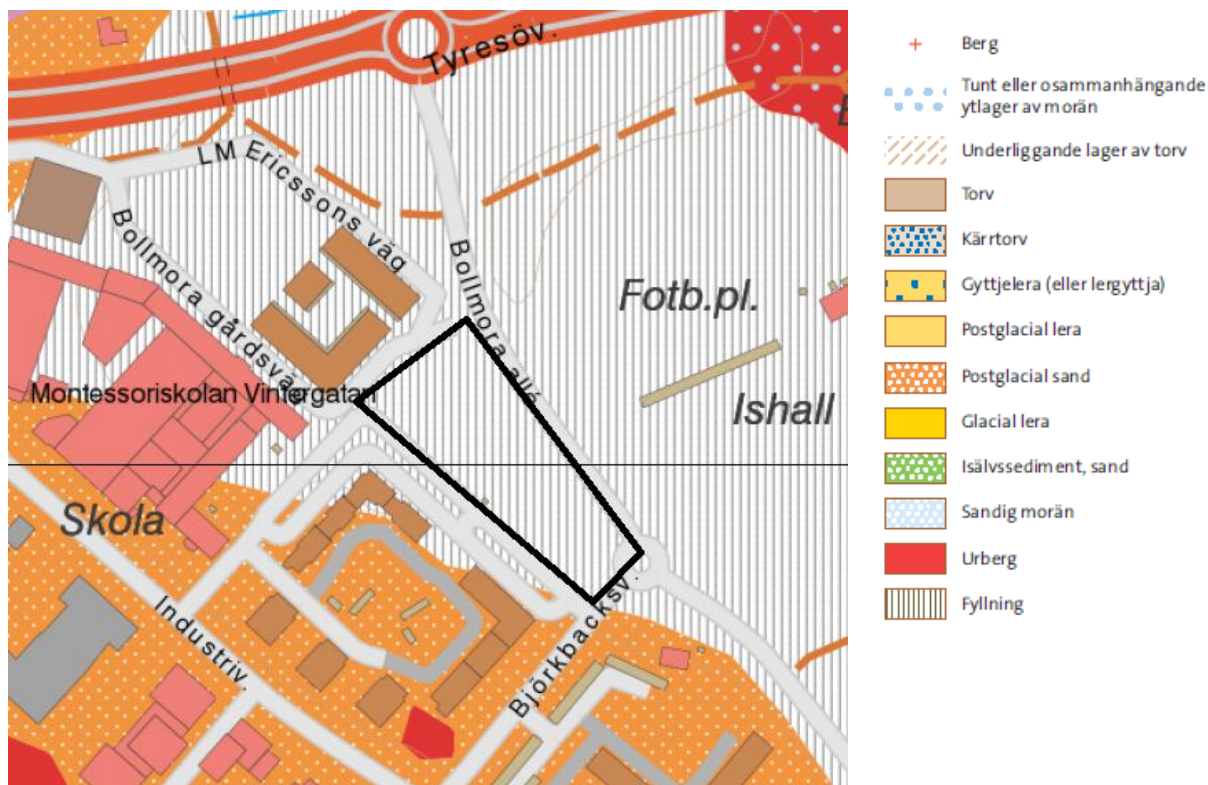 Tyresöv.
LM Ericssons väg
Bollmora gårdsväg
Bollmora allé
Fotb.pl.
Montessoriskolan Vintergatan
Ishall
Skola
Industriv.
Björkbacksv.
Berg
Tunt eller osammanhängande
ytlager av morän
Underliggande lager av torv
Torv
Kärrtorv
Gyttjelera (eller lergyttja)
Postglacial lera
Postglacial sand
Glacial lera
Isälvssediment, sand
Sandig morän
Urberg
Fyllning